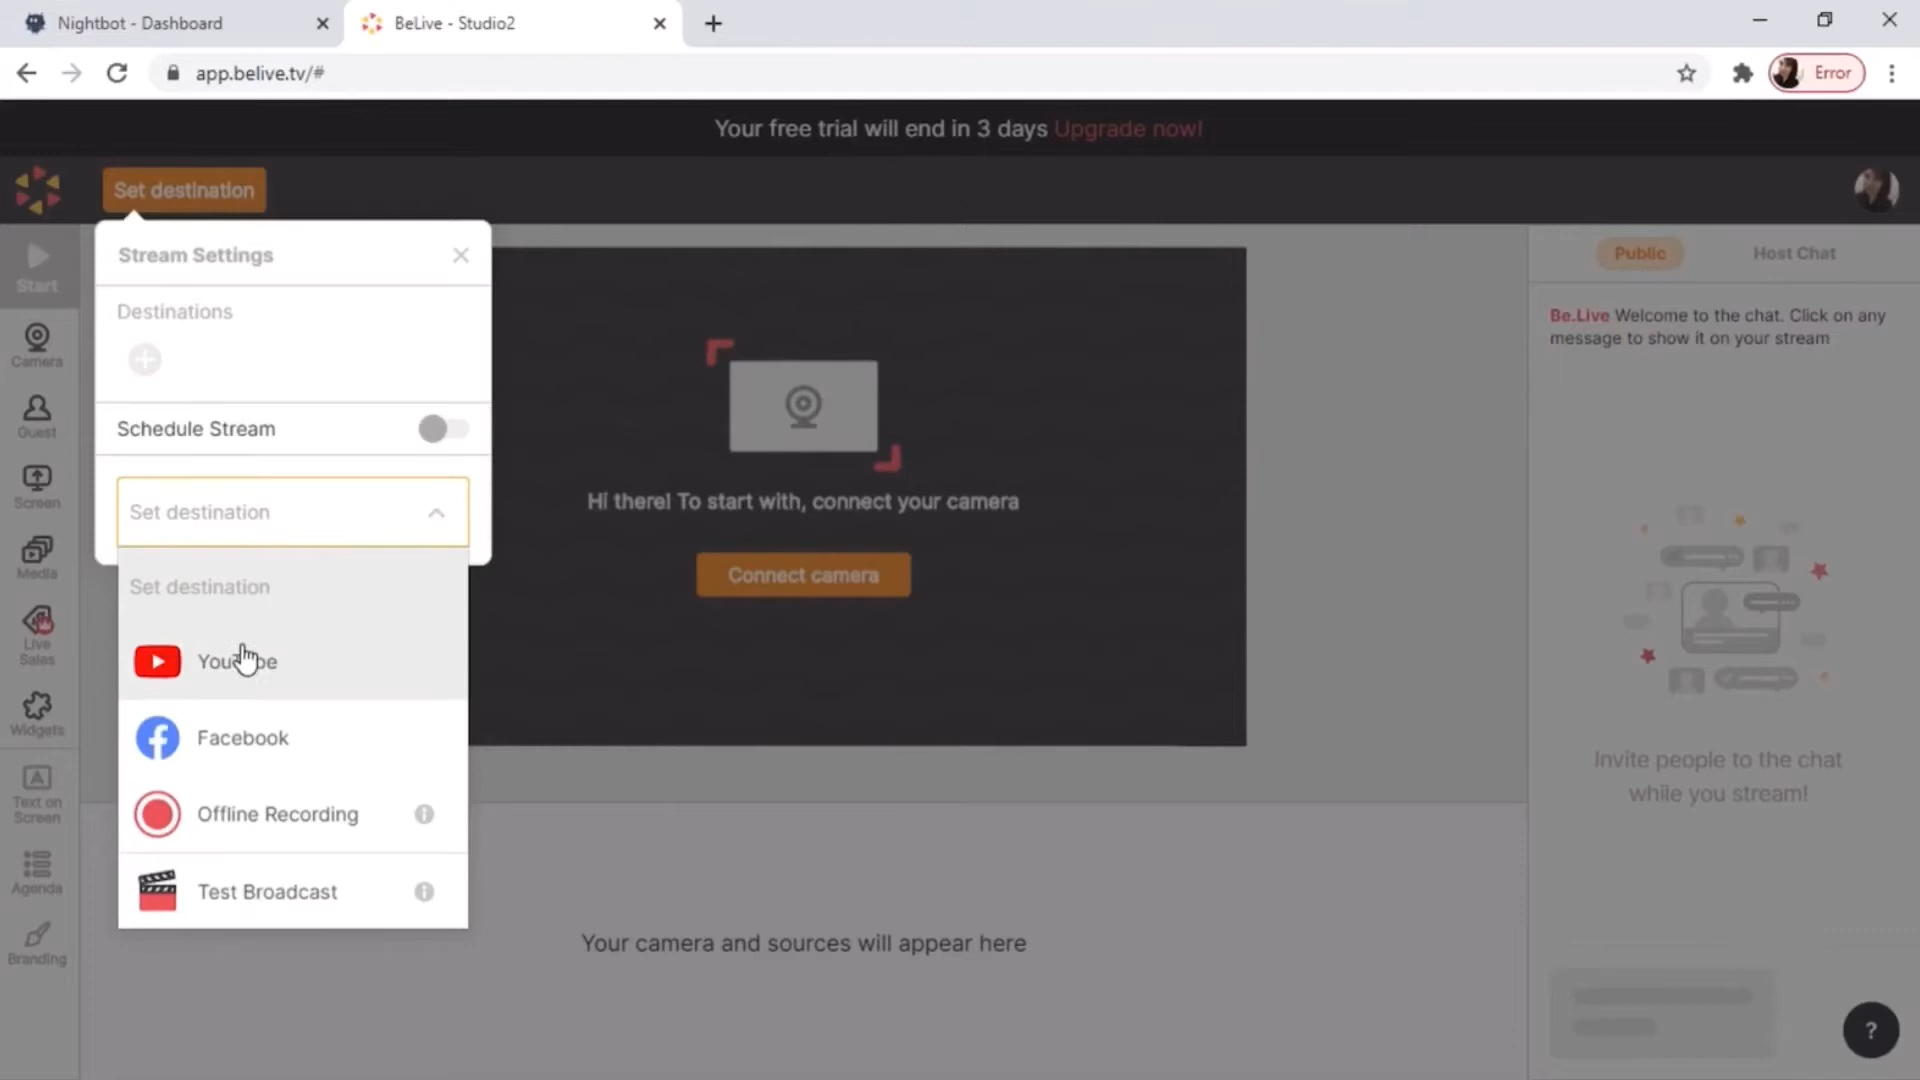 Nightbot - Dashboard
BeLive - Studio2
app.belive.tv/#
Error
Your free trial will end in 3 days Upgrade now!
Set destination
Stream Settings
Destinations
Schedule Stream
Set destination
Set destination
YouTube
Facebook
Offline Recording
Test Broadcast
Start
Camera
Guest
Screen
Media
Live
Sales
Widgets
Text on
Screen
Agenda
Branding
Hi there! To start with, connect your camera
Connect camera
Your camera and sources will appear here
Public
Host Chat
Be.Live Welcome to the chat. Click on any
message to show it on your stream
Invite people to the chat
while you stream!
?